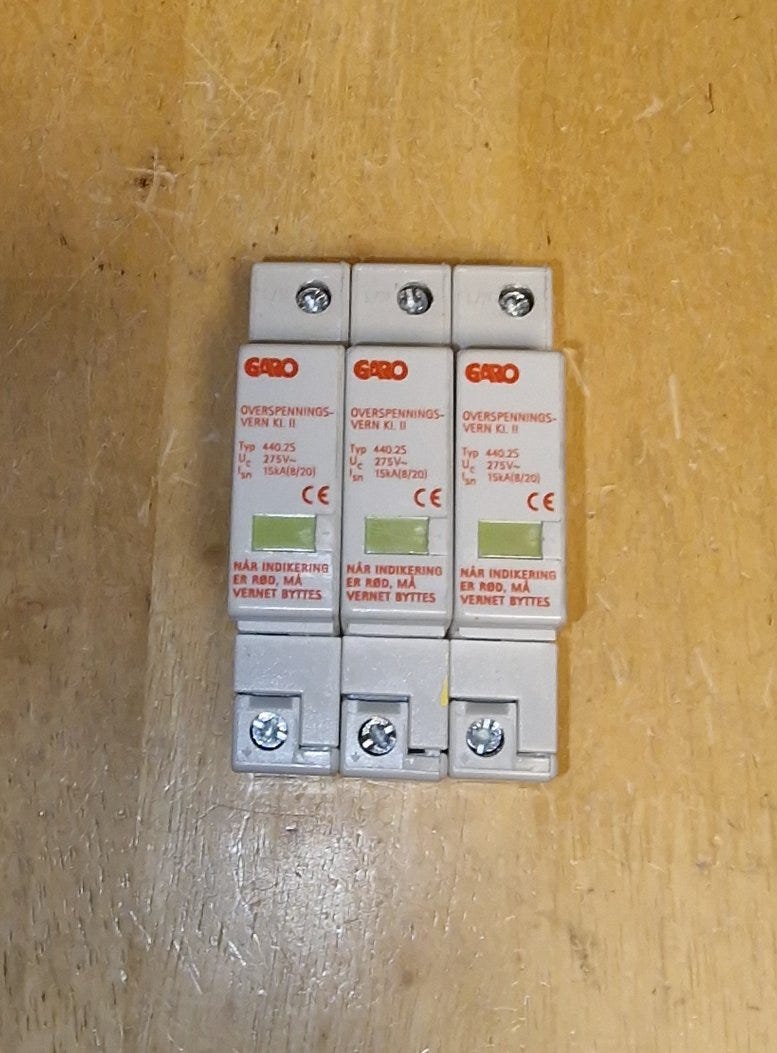 GARO
OVERSPENNINGS-
VERN Kl. II
Typ 440.25
Uc 275V~
Isn 15kA(8/20)
CE
NÅR INDIKERING
ER RØD, MÅ
VERNET BYTTES
GARO
OVERSPENNINGS-
VERN Kl. II
Typ 440.25
Uc 275V~
Isn 15kA(8/20)
CE
NÅR INDIKERING
ER RØD, MÅ
VERNET BYTTES
GARO
OVERSPENNINGS-
VERN Kl. II
Typ 440.25
Uc 275V~
Isn 15kA(8/20)
CE
NÅR INDIKERING
ER RØD, MÅ
VERNET BYTTES